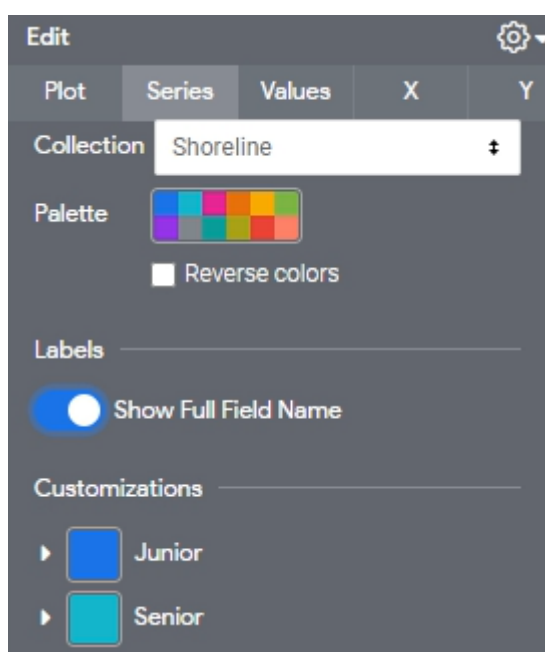 Edit
Plot Series Values X Y
Collection Shoreline
Palette
Reverse colors
Labels
Show Full Field Name
Customizations
Junior
Senior